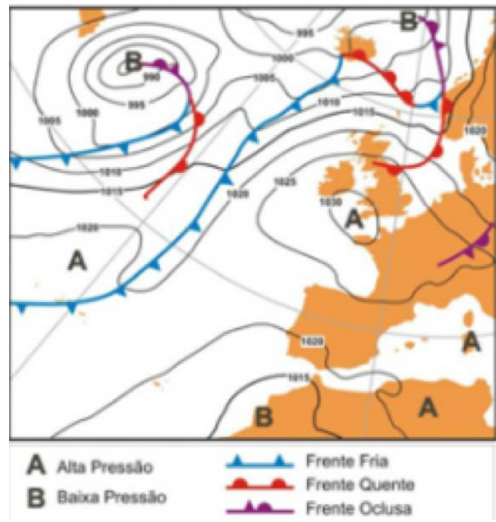 B
995
B
990
1000
1005
1000
995
1005
1010
1010
1015
1020
1015
1025
1020
1030
A
1020
A
1020
A
1015
B
A
A Alta Pressão
B Baixa Pressão
Frente Fria
Frente Quente
Frente Oclusa